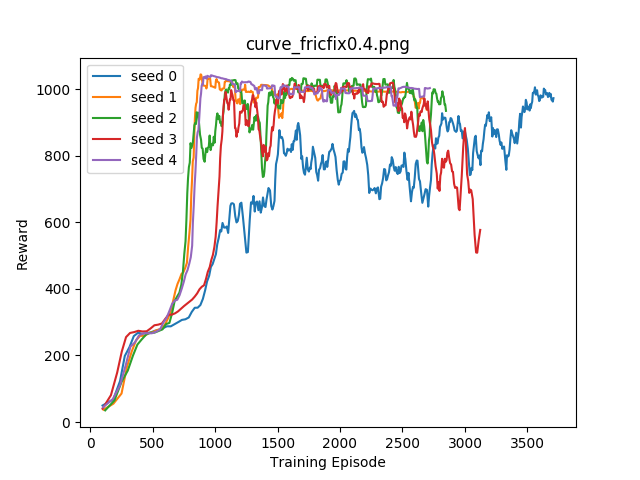 curve_fricfix0.4.png
seed 0
seed 1
seed 2
seed 3
seed 4
1000
800
600
400
200
0
Reward
0 500 1000 1500 2000 2500 3000 3500
Training Episode